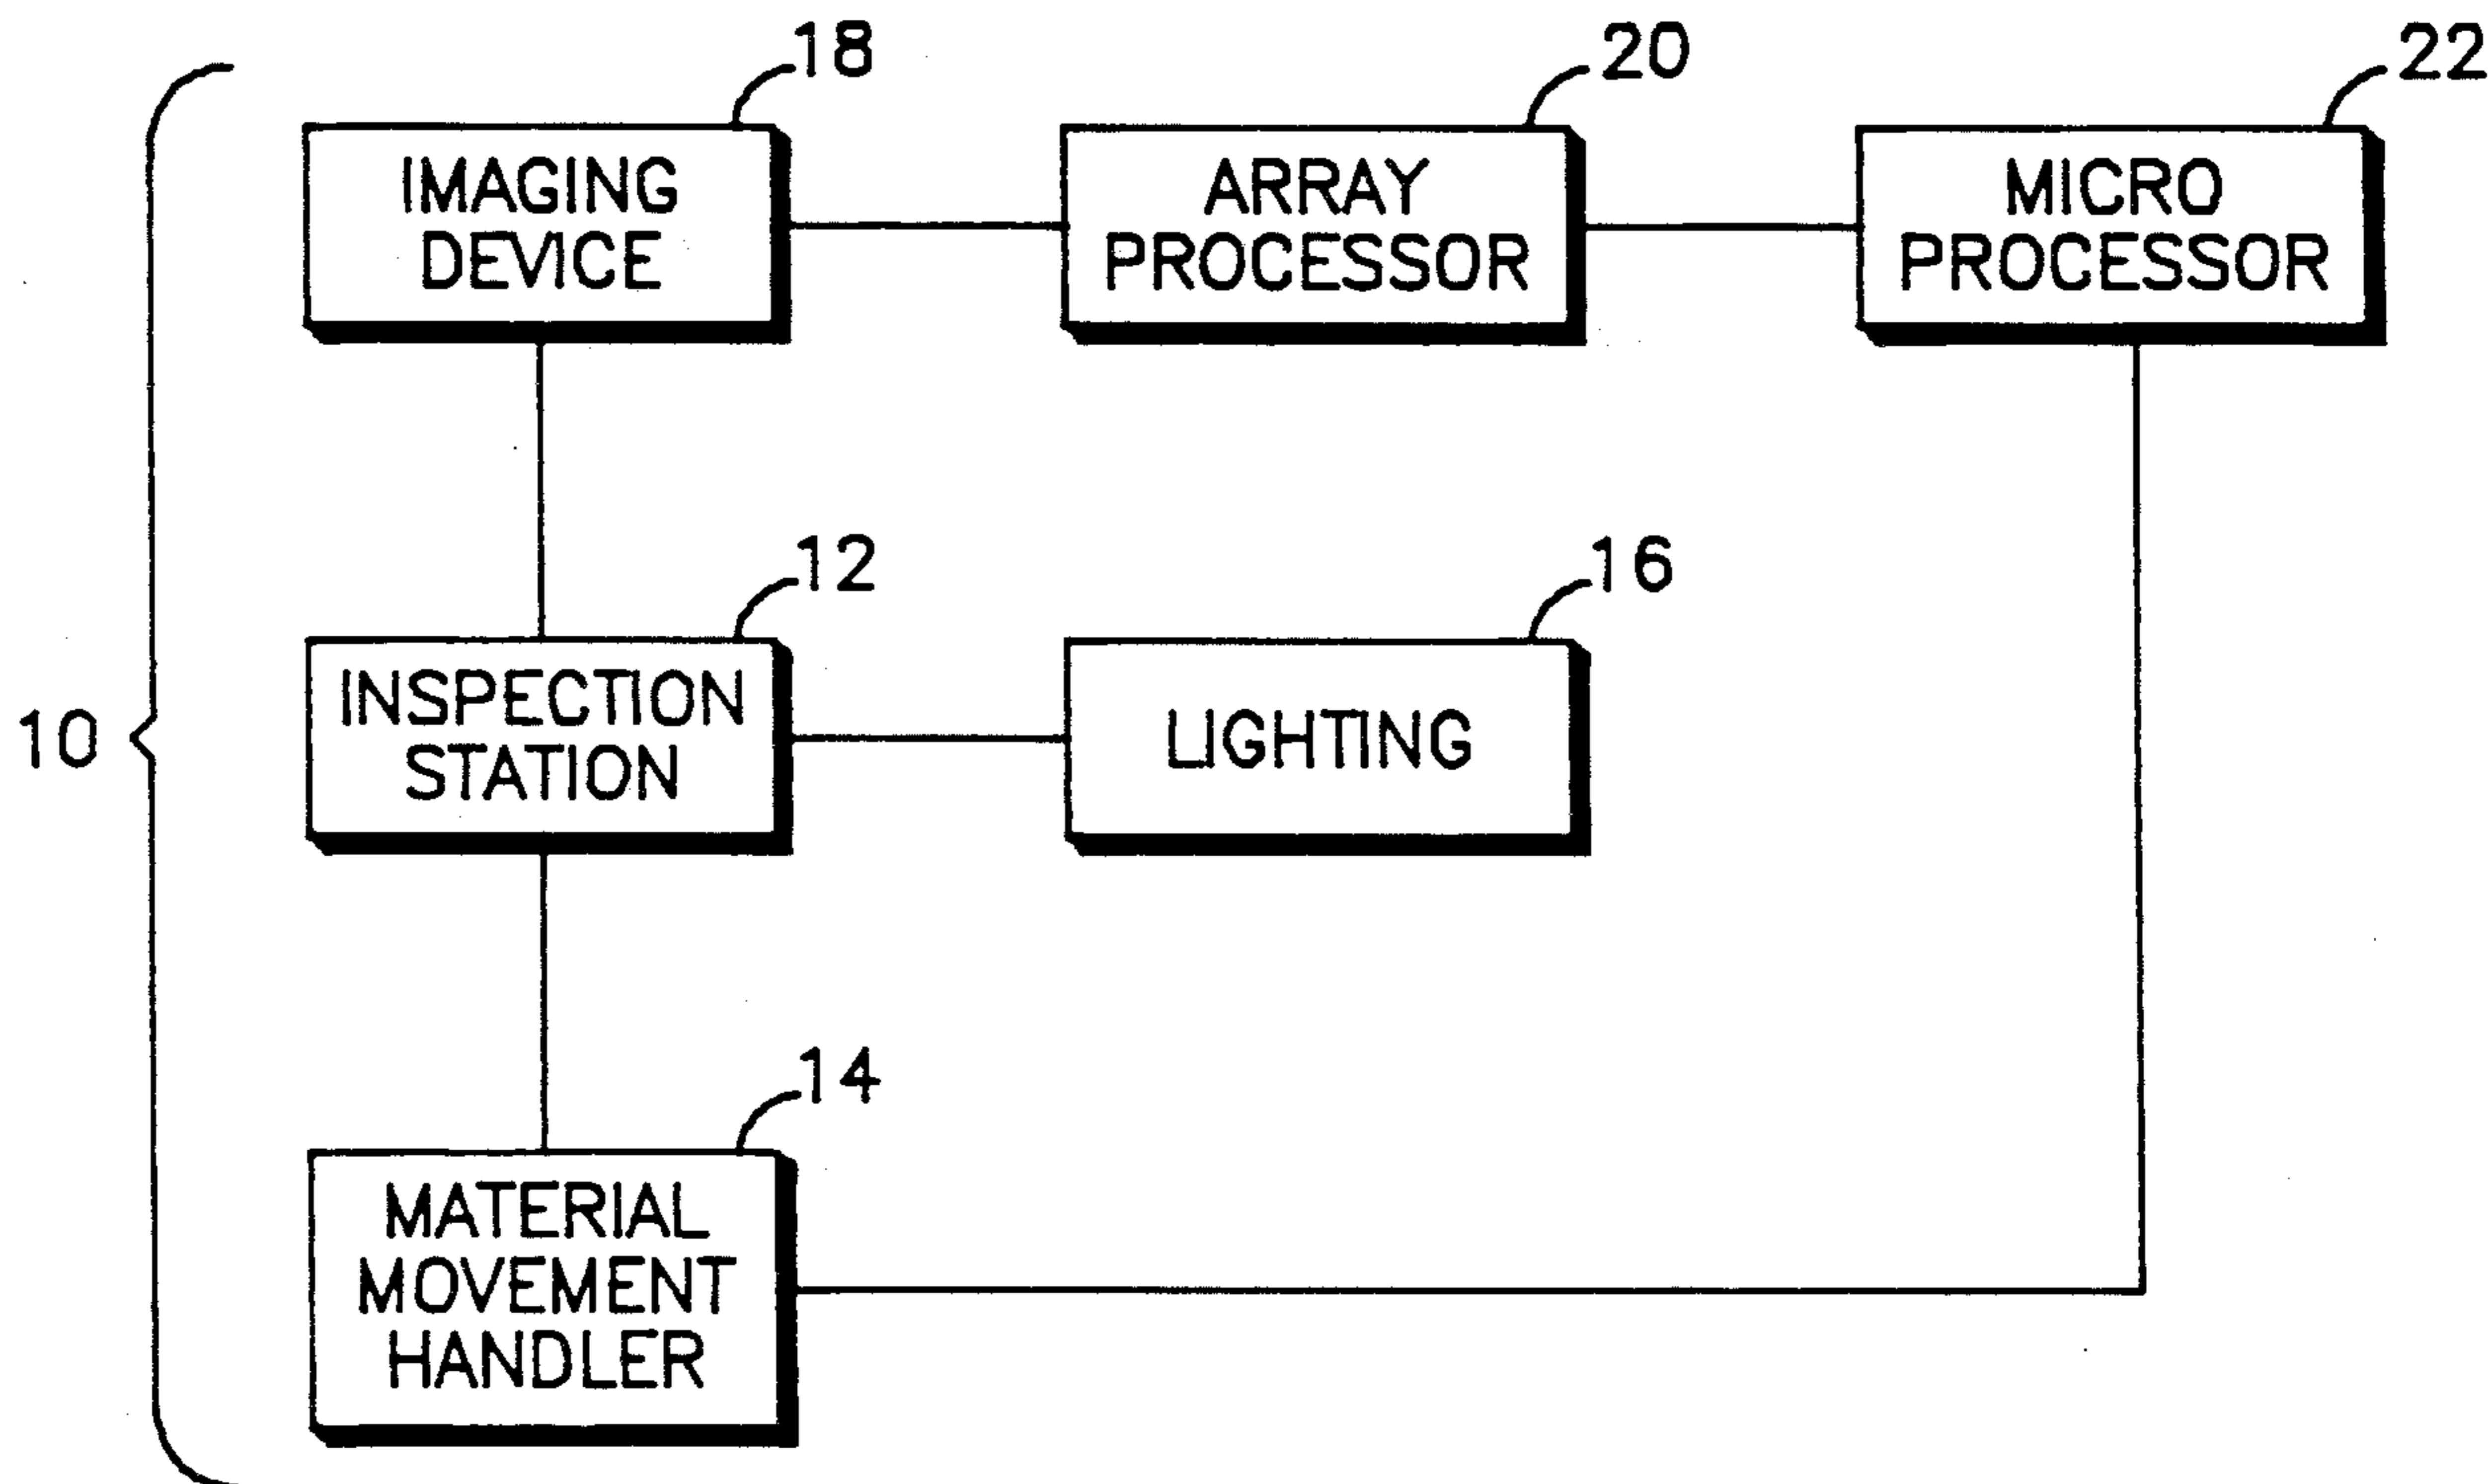 18
20
22
IMAGING
DEVICE
ARRAY
PROCESSOR
MICRO
PROCESSOR
12
16
INSPECTION
STATION
LIGHTING
10
14
MATERIAL
MOVEMENT
HANDLER